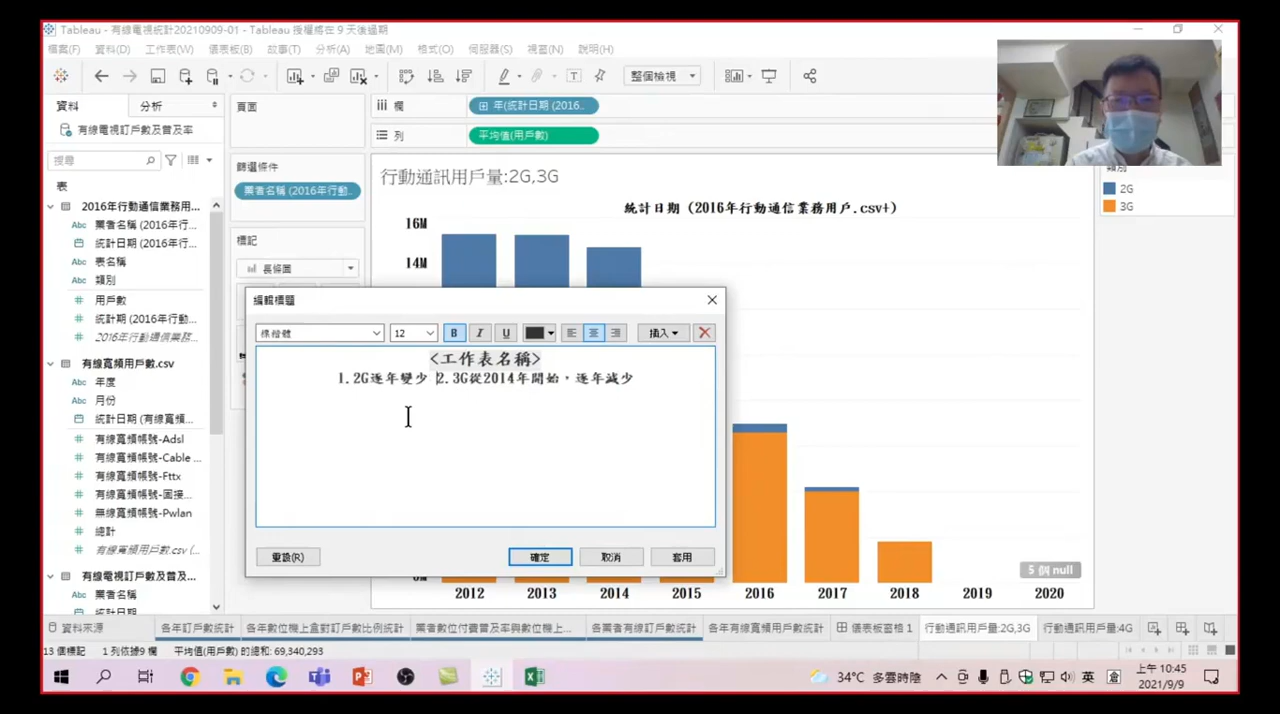 Tableau - 有線電視統計20210909-01 - Tableau 授權將在 9 天後過期
檔案(F) 資料(D) 工作表(W) 儀表板(B) 故事(T) 分析(A) 地圖(M) 格式(O) 伺服器(S) 視窗(N) 說明(H)
整個檢視
資料 分析
有線電視訂戶數及普及率
搜尋
表
2016年行動通信業務用...
Abc 業者名稱 (2016年行...
統計日期 (2016年行...
Abc 表名稱
Abc 類別
# 用戶數
# 統計期 (2016年行動...
# 2016年行動通信業務...
有線寬頻用戶數.csv
Abc 年度
Abc 月份
統計日期 (有線寬頻...
# 有線寬頻帳號-Adsl
# 有線寬頻帳號-Cable ...
# 有線寬頻帳號-Fttx
# 有線寬頻帳號-固接...
# 無線寬頻帳號-Pwlan
# 總計
# 有線寬頻用戶數.csv (...
有線電視訂戶數及普及...
Abc 業者名稱
統計日期
頁面
篩選條件
業者名稱 (2016年行動..
標記
長條圖
iii 欄 年(統計日期 (2016..
列 平均值(用戶數)
行動通訊用戶量:2G,3G
統計日期 (2016年行動通信業務用戶.csv+)
16M
14M
0M
2012 2013 2014 2015 2016 2017 2018 2019 2020
5 個 null
類別
2G
3G
編輯標題
標楷體 12 B I U 插入
<工作表名稱>
1.2G逐年變少 2.3G從2014年開始，逐年減少
重設(R) 確定 取消 套用
資料來源 各年訂戶數統計 各年數位機上盒對訂戶數比例統計 業者數位付費普及率與數位機上... 各業者有線訂戶數統計 各年有線寬頻用戶數統計 儀表板窗格 1 行動通訊用戶量:2G,3G 行動通訊用戶量:4G
13 個標記 1 列依據9 欄 平均值(用戶數) 的總和: 69,340,293
34°C 多雲時陰 英 倉 上午 10:45
2021/9/9